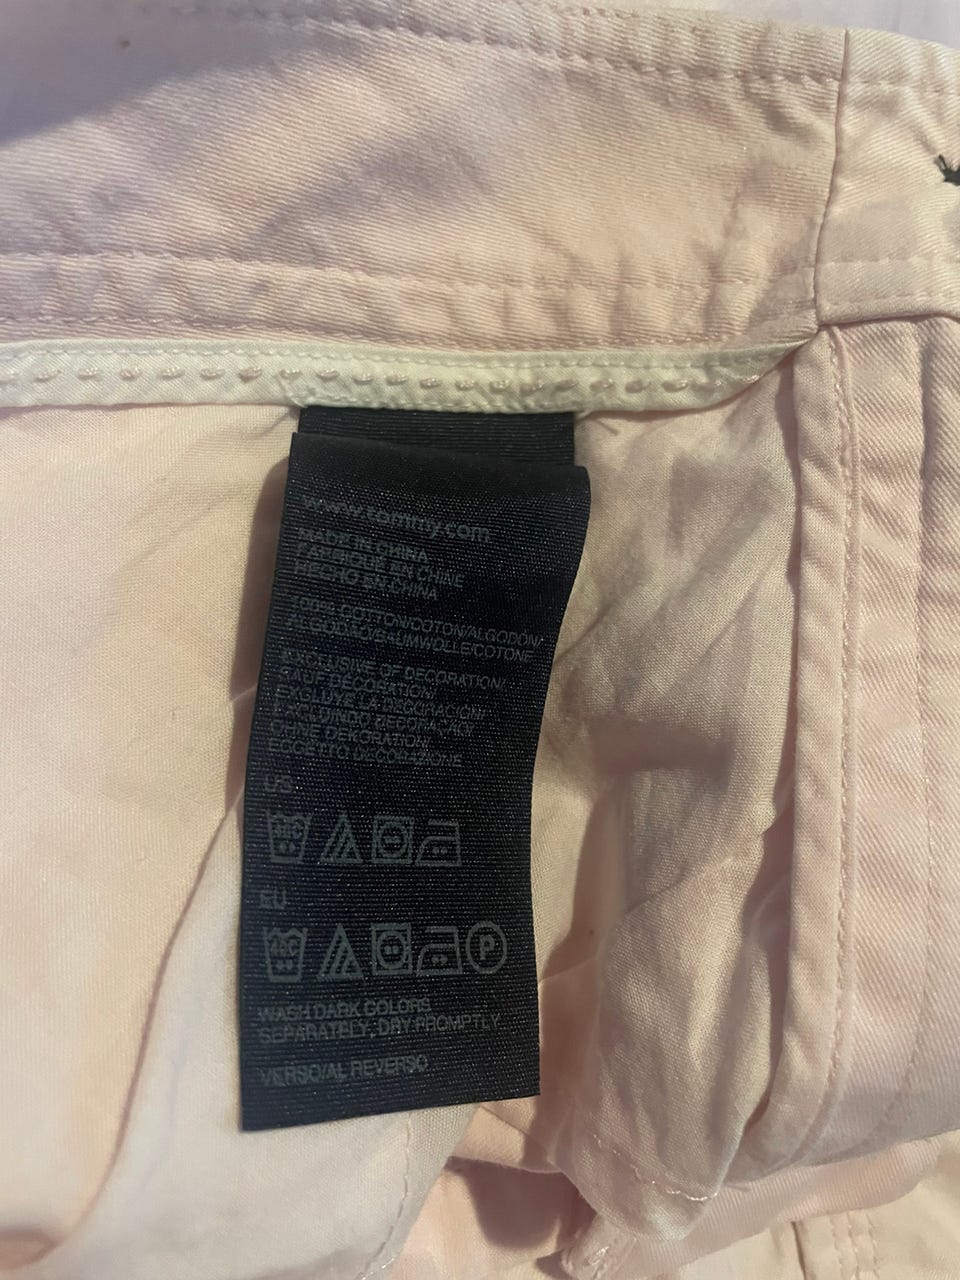 www.tommy.com
MADE IN CHINA
FABRIQUÉ EN CHINE
HECHO EN CHINA
100% COTTON/COTON/ALGODÓN/
ALGODÃO/BAUMWOLLE/COTONE
EXCLUSIVE OF DECORATION/
SAUF DÉCORATION/
EXCLUYE LA DECORACIÓN/
EXCLUINDO DECORAÇÃO/
OHNE DEKORATION/
ECCETTO DECORAZIONE
US
EU
P
WASH DARK COLORS
SEPARATELY, DRY PROMPTLY
VERSO/AL REVERSO